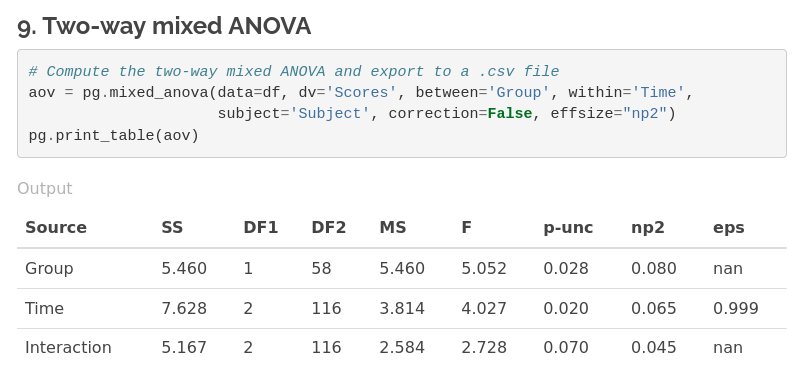 9. Two-way mixed ANOVA
# Compute the two-way mixed ANOVA and export to a .csv file
aov = pg.mixed_anova(data=df, dv='Scores', between='Group', within='Time',
                     subject='Subject', correction=False, effsize="np2")
pg.print_table(aov)
Output
Source SS DF1 DF2 MS F p-unc np2 eps
Group 5.460 1 58 5.460 5.052 0.028 0.080 nan
Time 7.628 2 116 3.814 4.027 0.020 0.065 0.999
Interaction 5.167 2 116 2.584 2.728 0.070 0.045 nan